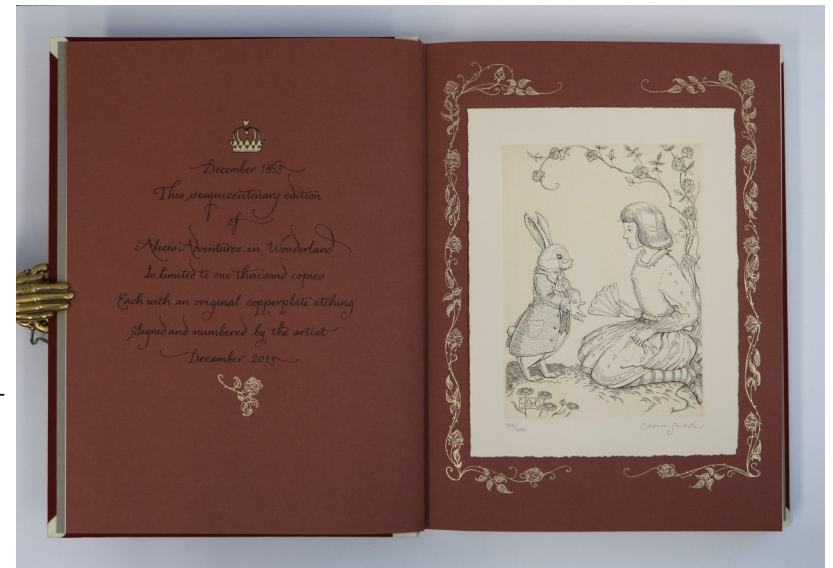 December 1865
This sesquicentenary edition
of
Alice's Adventures in Wonderland
Is limited to one thousand copies
Each with an original copperplate etching
Signed and numbered by the artist
December 2015